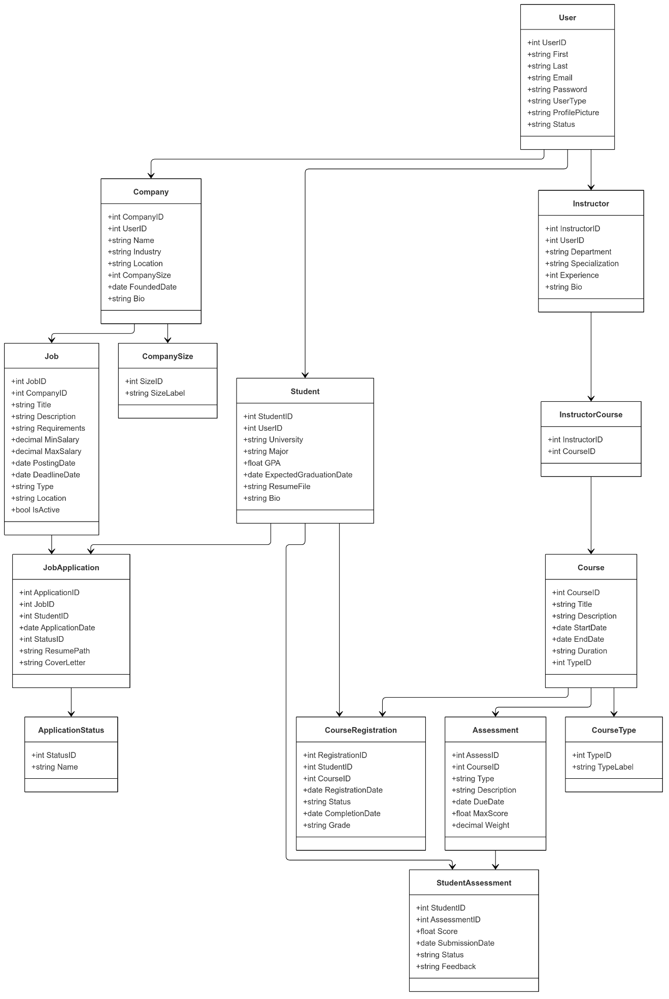 User
+int UserID
+string First
+string Last
+string Email
+string Password
+string UserType
+string ProfilePicture
+string Status
Company
+int CompanyID
+int UserID
+string Name
+string Industry
+string Location
+int CompanySize
+date FoundedDate
+string Bio
Instructor
+int InstructorID
+int UserID
+string Department
+string Specialization
+int Experience
+string Bio
Job
+int JobID
+int CompanyID
+string Title
+string Description
+string Requirements
+decimal MinSalary
+decimal MaxSalary
+date PostingDate
+date DeadlineDate
+string Type
+string Location
+bool IsActive
CompanySize
+int SizeID
+string SizeLabel
Student
+int StudentID
+int UserID
+string University
+string Major
+float GPA
+date ExpectedGraduationDate
+string ResumeFile
+string Bio
InstructorCourse
+int InstructorID
+int CourseID
JobApplication
+int ApplicationID
+int JobID
+int StudentID
+date ApplicationDate
+int StatusID
+string ResumePath
+string CoverLetter
Course
+int CourseID
+string Title
+string Description
+date StartDate
+date EndDate
+string Duration
+int TypeID
ApplicationStatus
+int StatusID
+string Name
CourseRegistration
+int RegistrationID
+int StudentID
+int CourseID
+date RegistrationDate
+string Status
+date CompletionDate
+string Grade
Assessment
+int AssessID
+int CourseID
+string Type
+string Description
+date DueDate
+float MaxScore
+decimal Weight
CourseType
+int TypeID
+string TypeLabel
StudentAssessment
+int StudentID
+int AssessmentID
+float Score
+date SubmissionDate
+string Status
+string Feedback